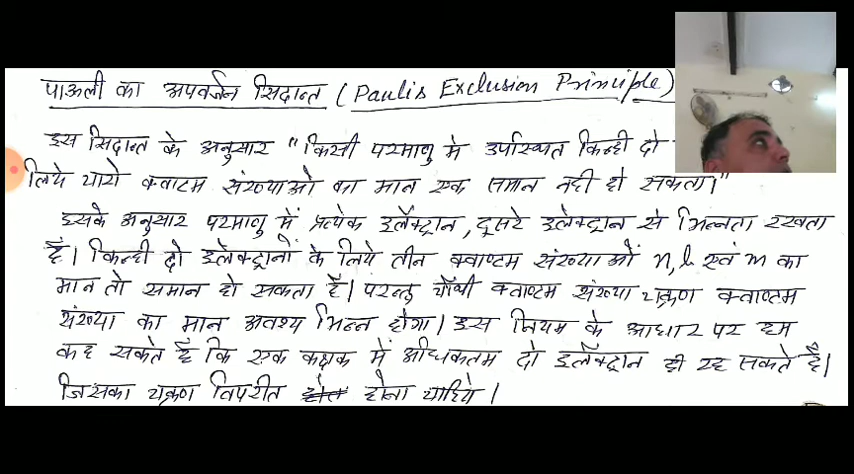 पाऊली का अपवर्जन सिद्दान्त (Paulis Exclusion Principle)
इस सिद्दान्त के अनुसार "किसी परमाणु मे उपस्थित किन्ही दो
लिये चारो क्वाटम संख्याओ का मान एक समान नही हो सकता।"
इसके अनुसार परमाणु में प्रत्येक इलैक्ट्रान, दूसरे इलेक्ट्रान से भिन्नता रखता
है। किन्ही दो इलैक्ट्रानों के लिये तीन क्वाण्टम संख्याओं n, l एवं m का
मान तो समान हो सकता है। परन्तु चौथी क्वाण्टम संख्या चक्रण क्वाण्टम
संख्या का मान अवश्य भिन्न होगा। इस नियम के आधार पर हम
कह सकते है कि एक कक्षक में अधिकतम दो इलैक्ट्रान ही रह सकते है।
जिसका चक्रण विपरीत होना चाहिये।